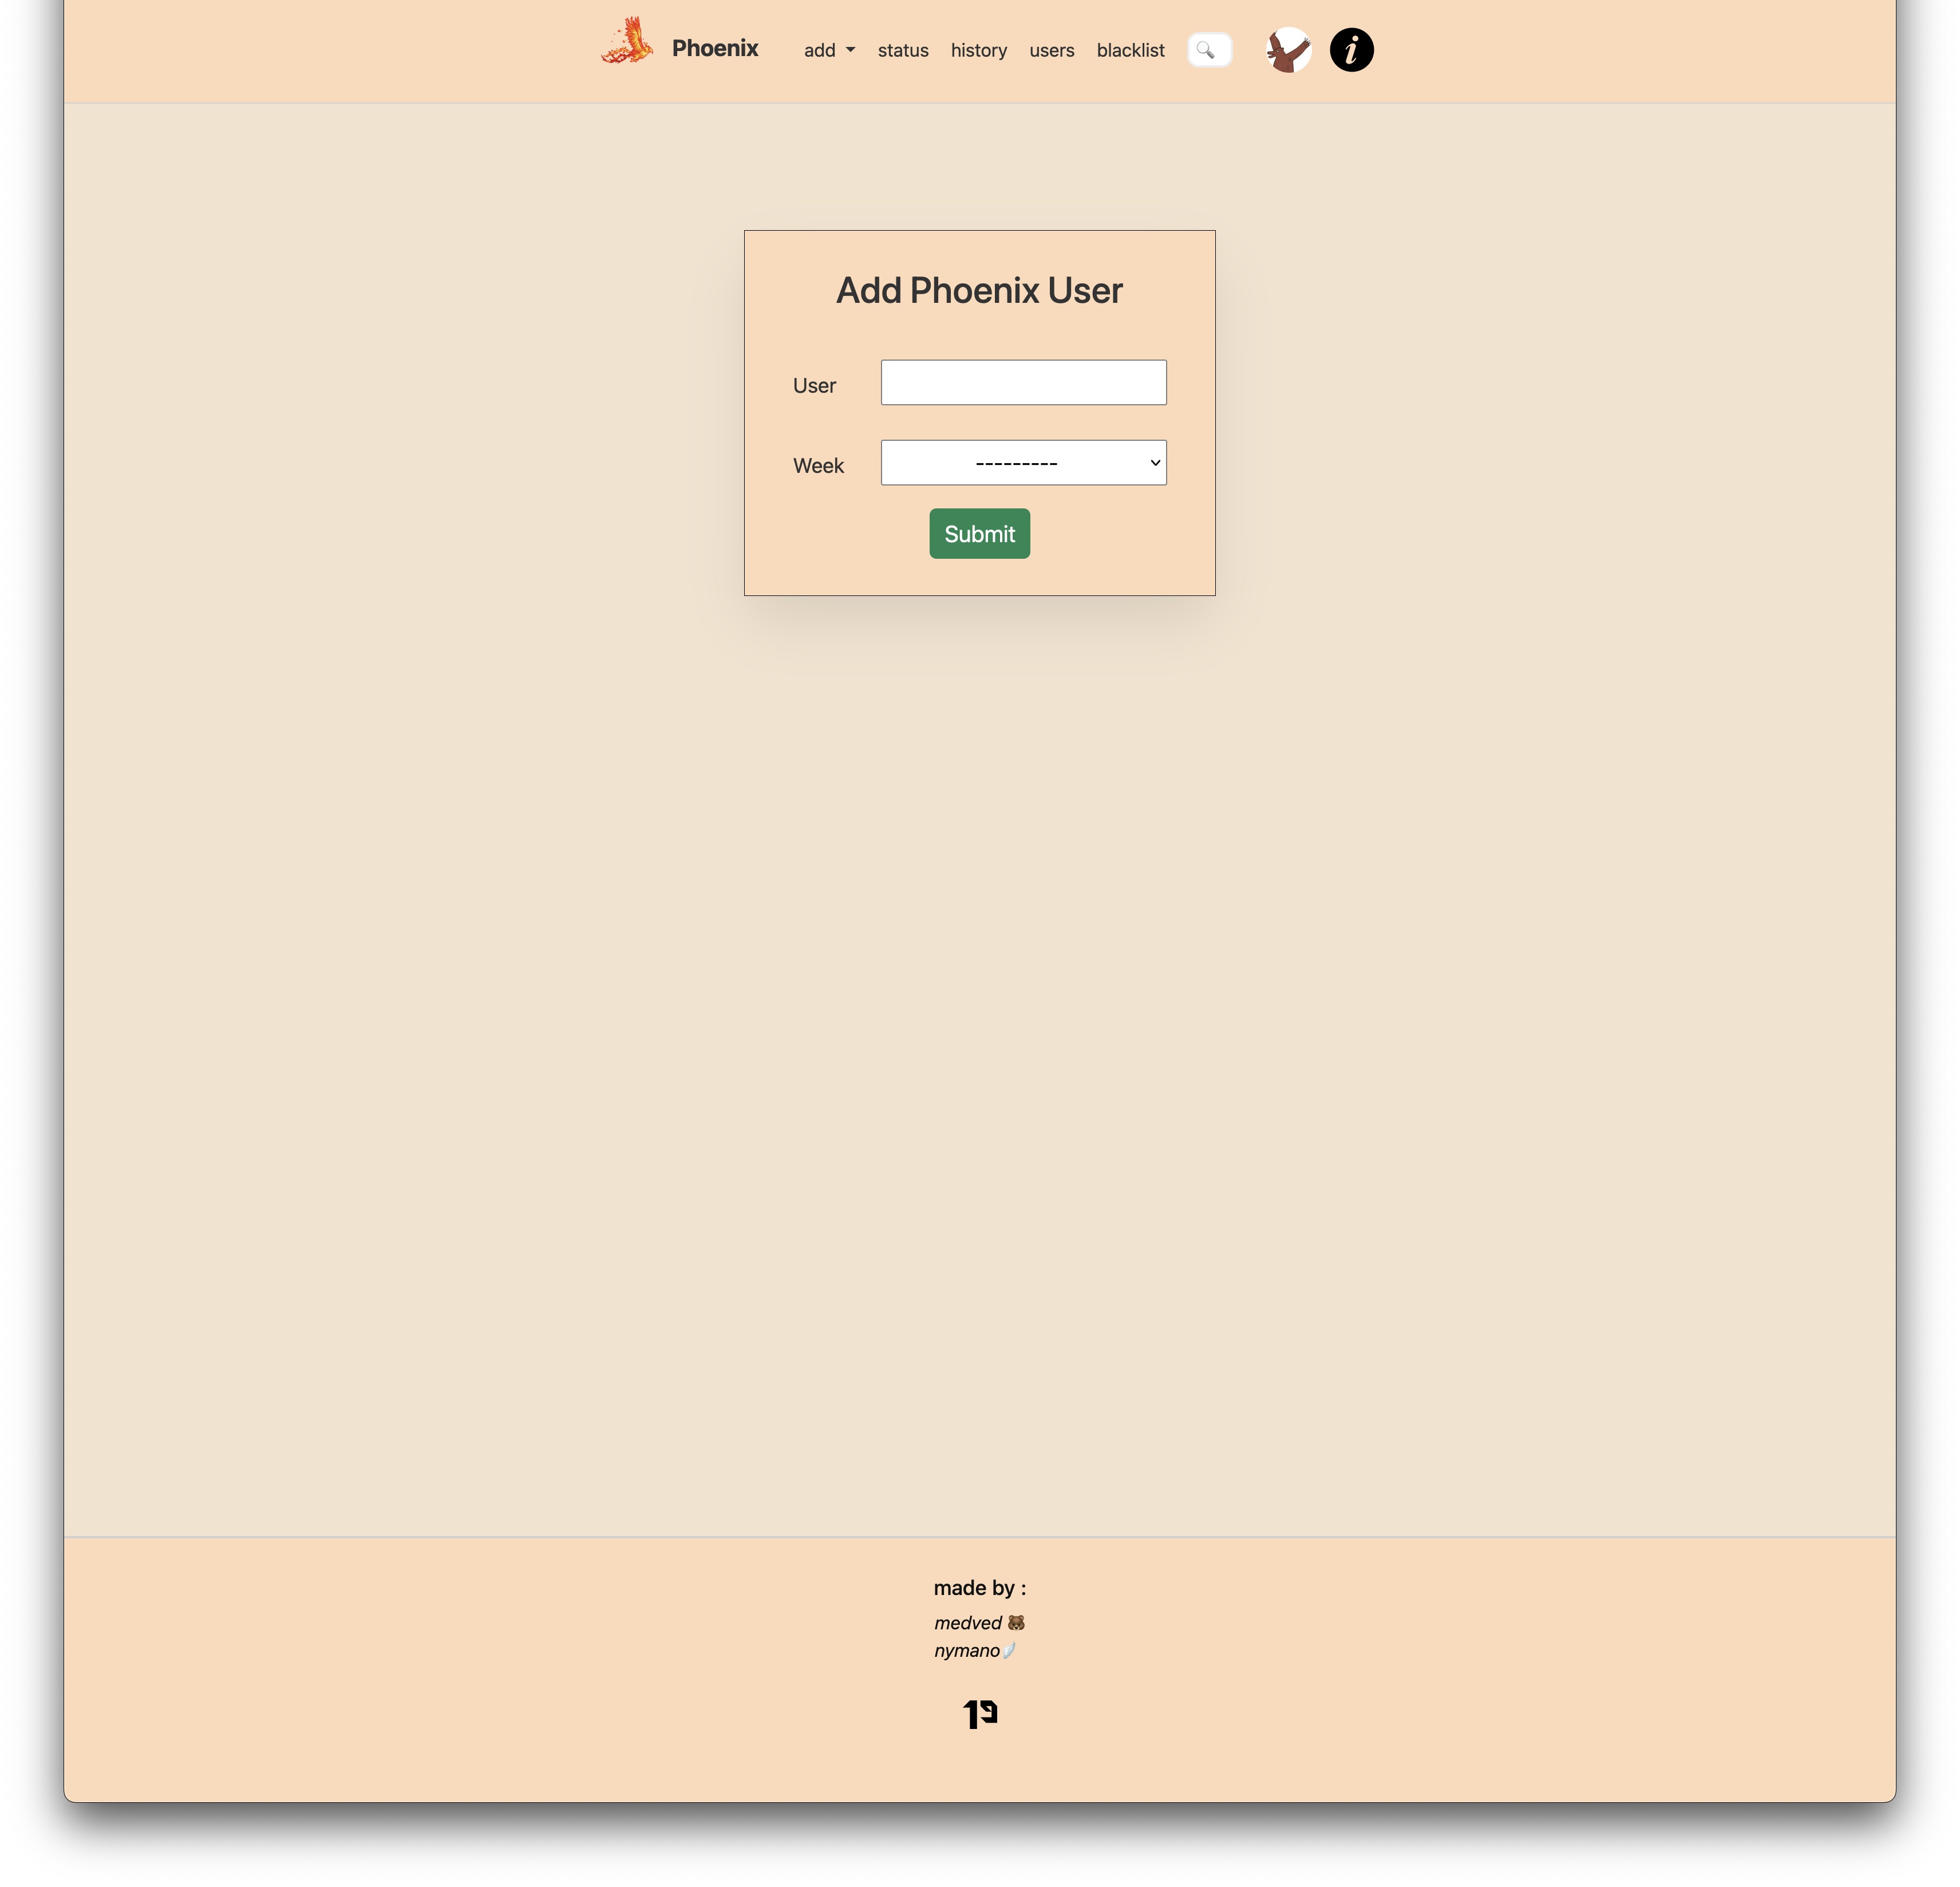 Phoenix add status history users blacklist
Add Phoenix User
User
Week ---------
Submit
made by :
medved 🐻
nymano🪶
19